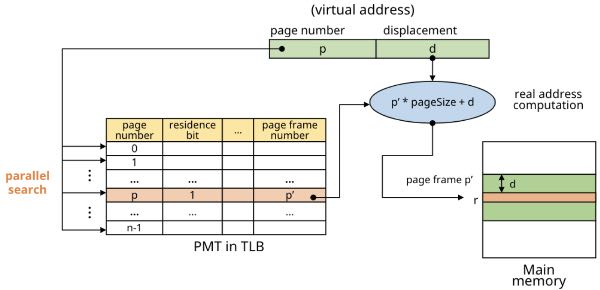 (virtual address)
page number displacement
p d
p’ * pageSize + d
real address
computation
page number residence bit ... page frame number
0
1
... ... ...
p 1 p’
... ... ...
n-1
parallel
search
PMT in TLB
page frame p’
d
r
Main
memory